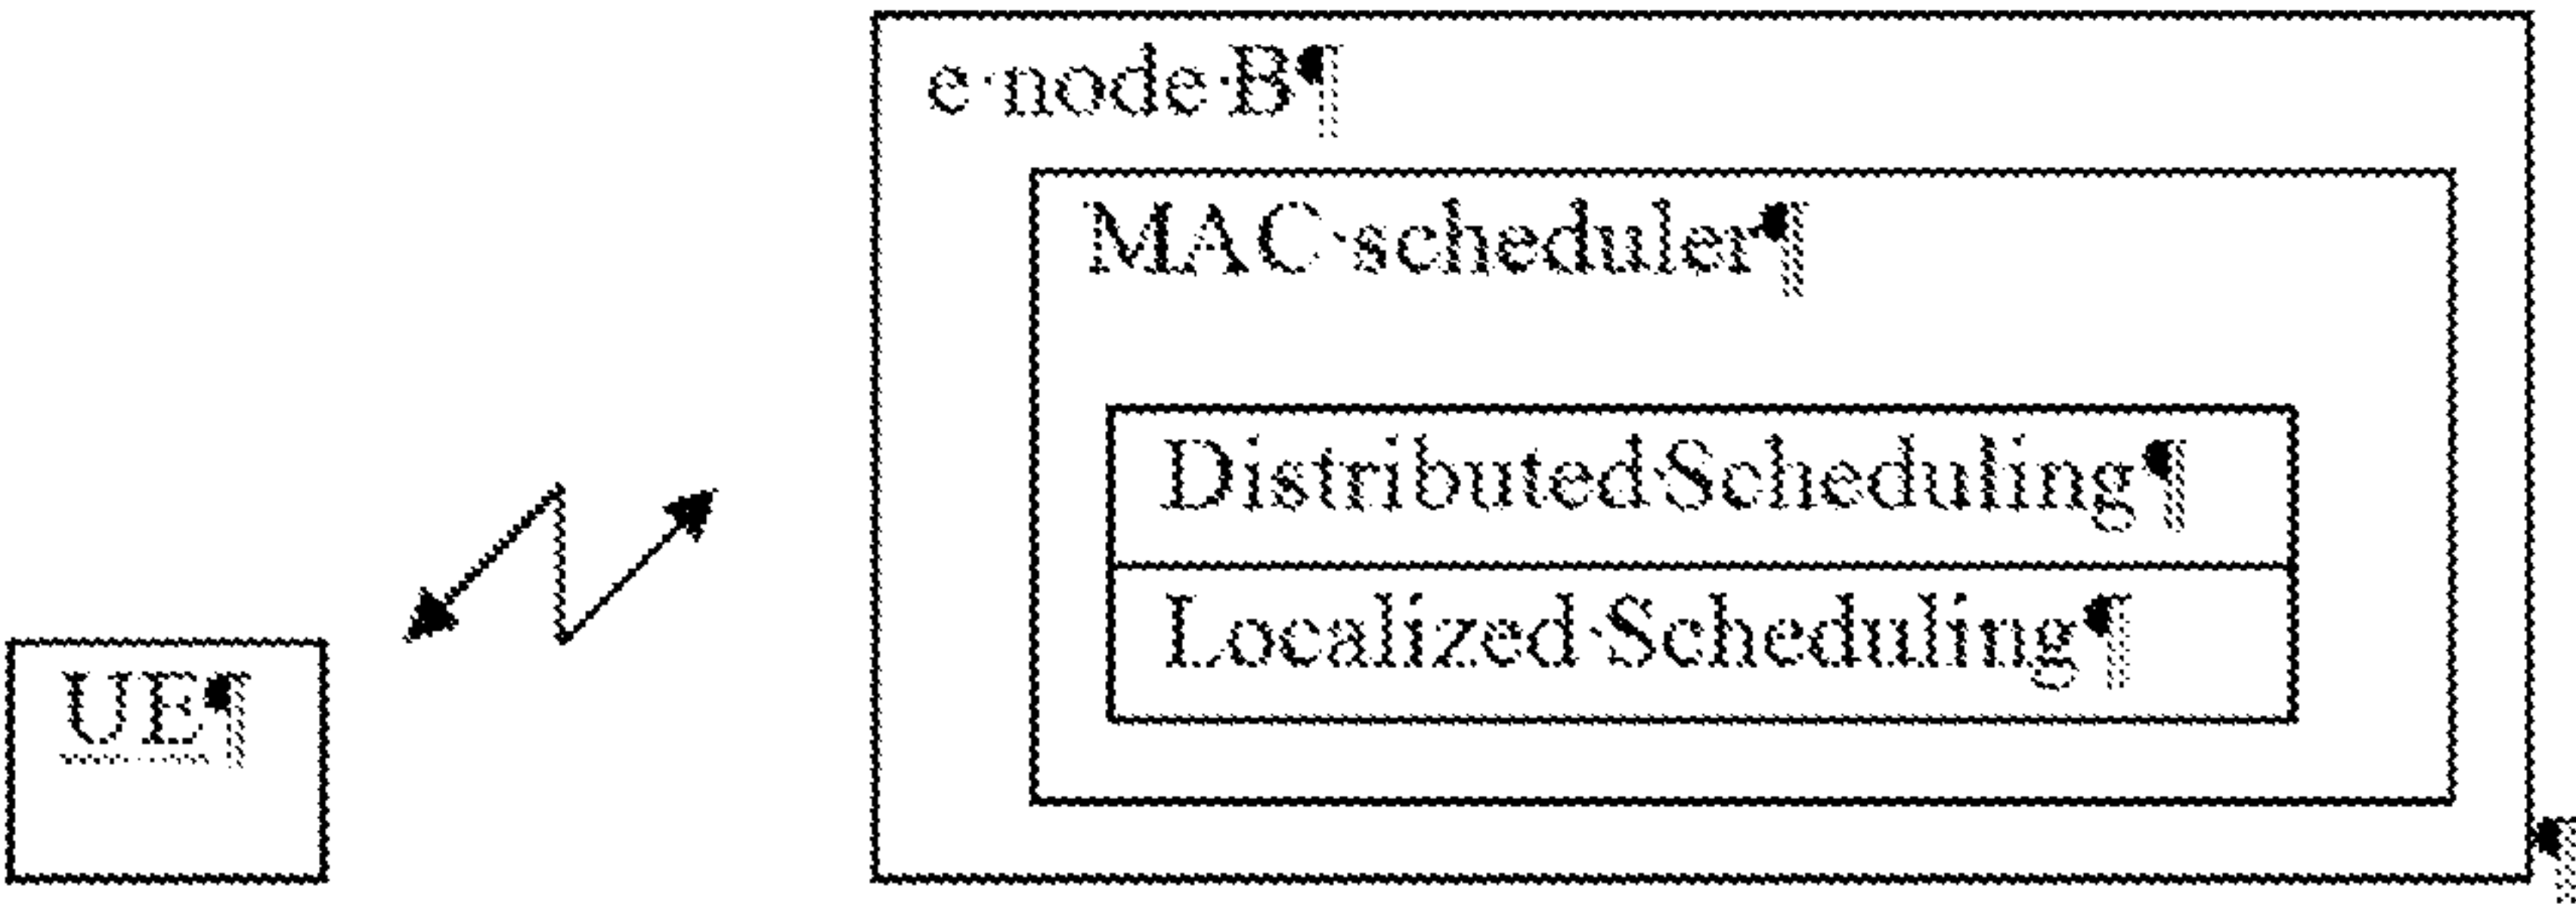 e·node·B¶
MAC·scheduler¶
Distributed·Scheduling¶
Localized·Scheduling¶
UE¶
¶